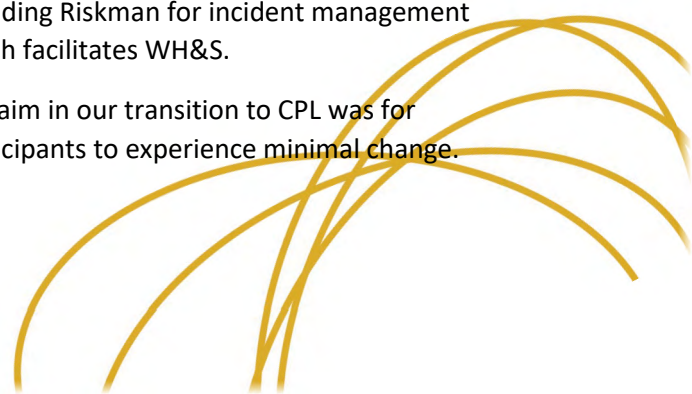 ding Riskman for incident management
h facilitates WH&S.
aim in our transition to CPL was for
cipants to experience minimal change.